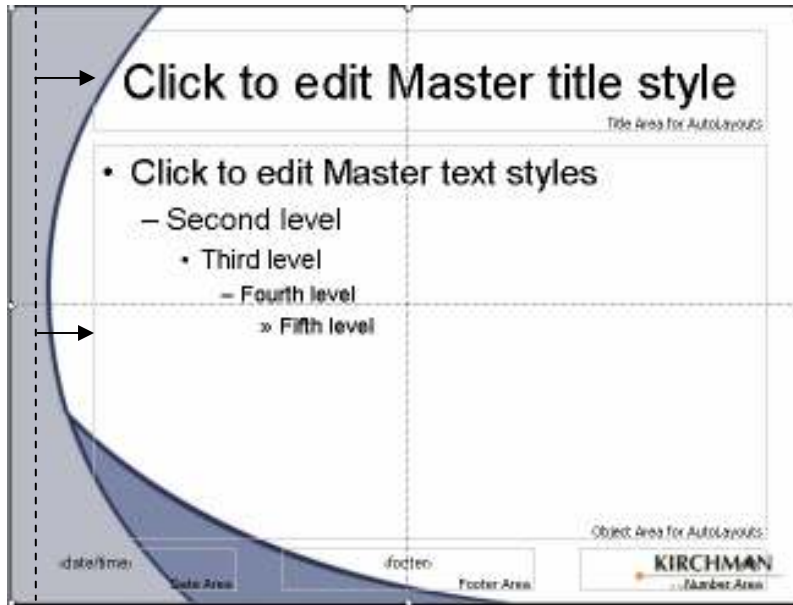 Click to edit Master title style
Title Area for AutoLayouts
• Click to edit Master text styles
– Second level
• Third level
– Fourth level
» Fifth level
Object Area for AutoLayouts
‹date/time›
Date Area
‹footer›
Footer Area
KIRCHMAN
Number Area